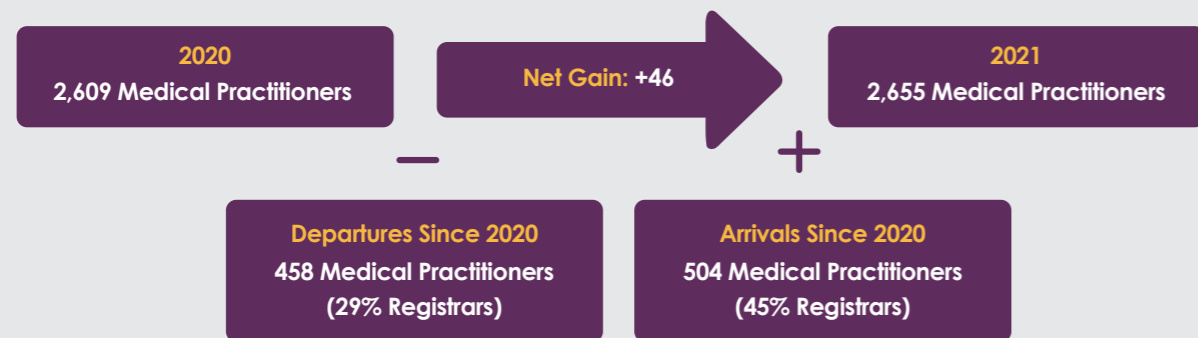 2020
2,609 Medical Practitioners
Net Gain: +46
2021
2,655 Medical Practitioners
–
+
Departures Since 2020
458 Medical Practitioners
(29% Registrars)
Arrivals Since 2020
504 Medical Practitioners
(45% Registrars)